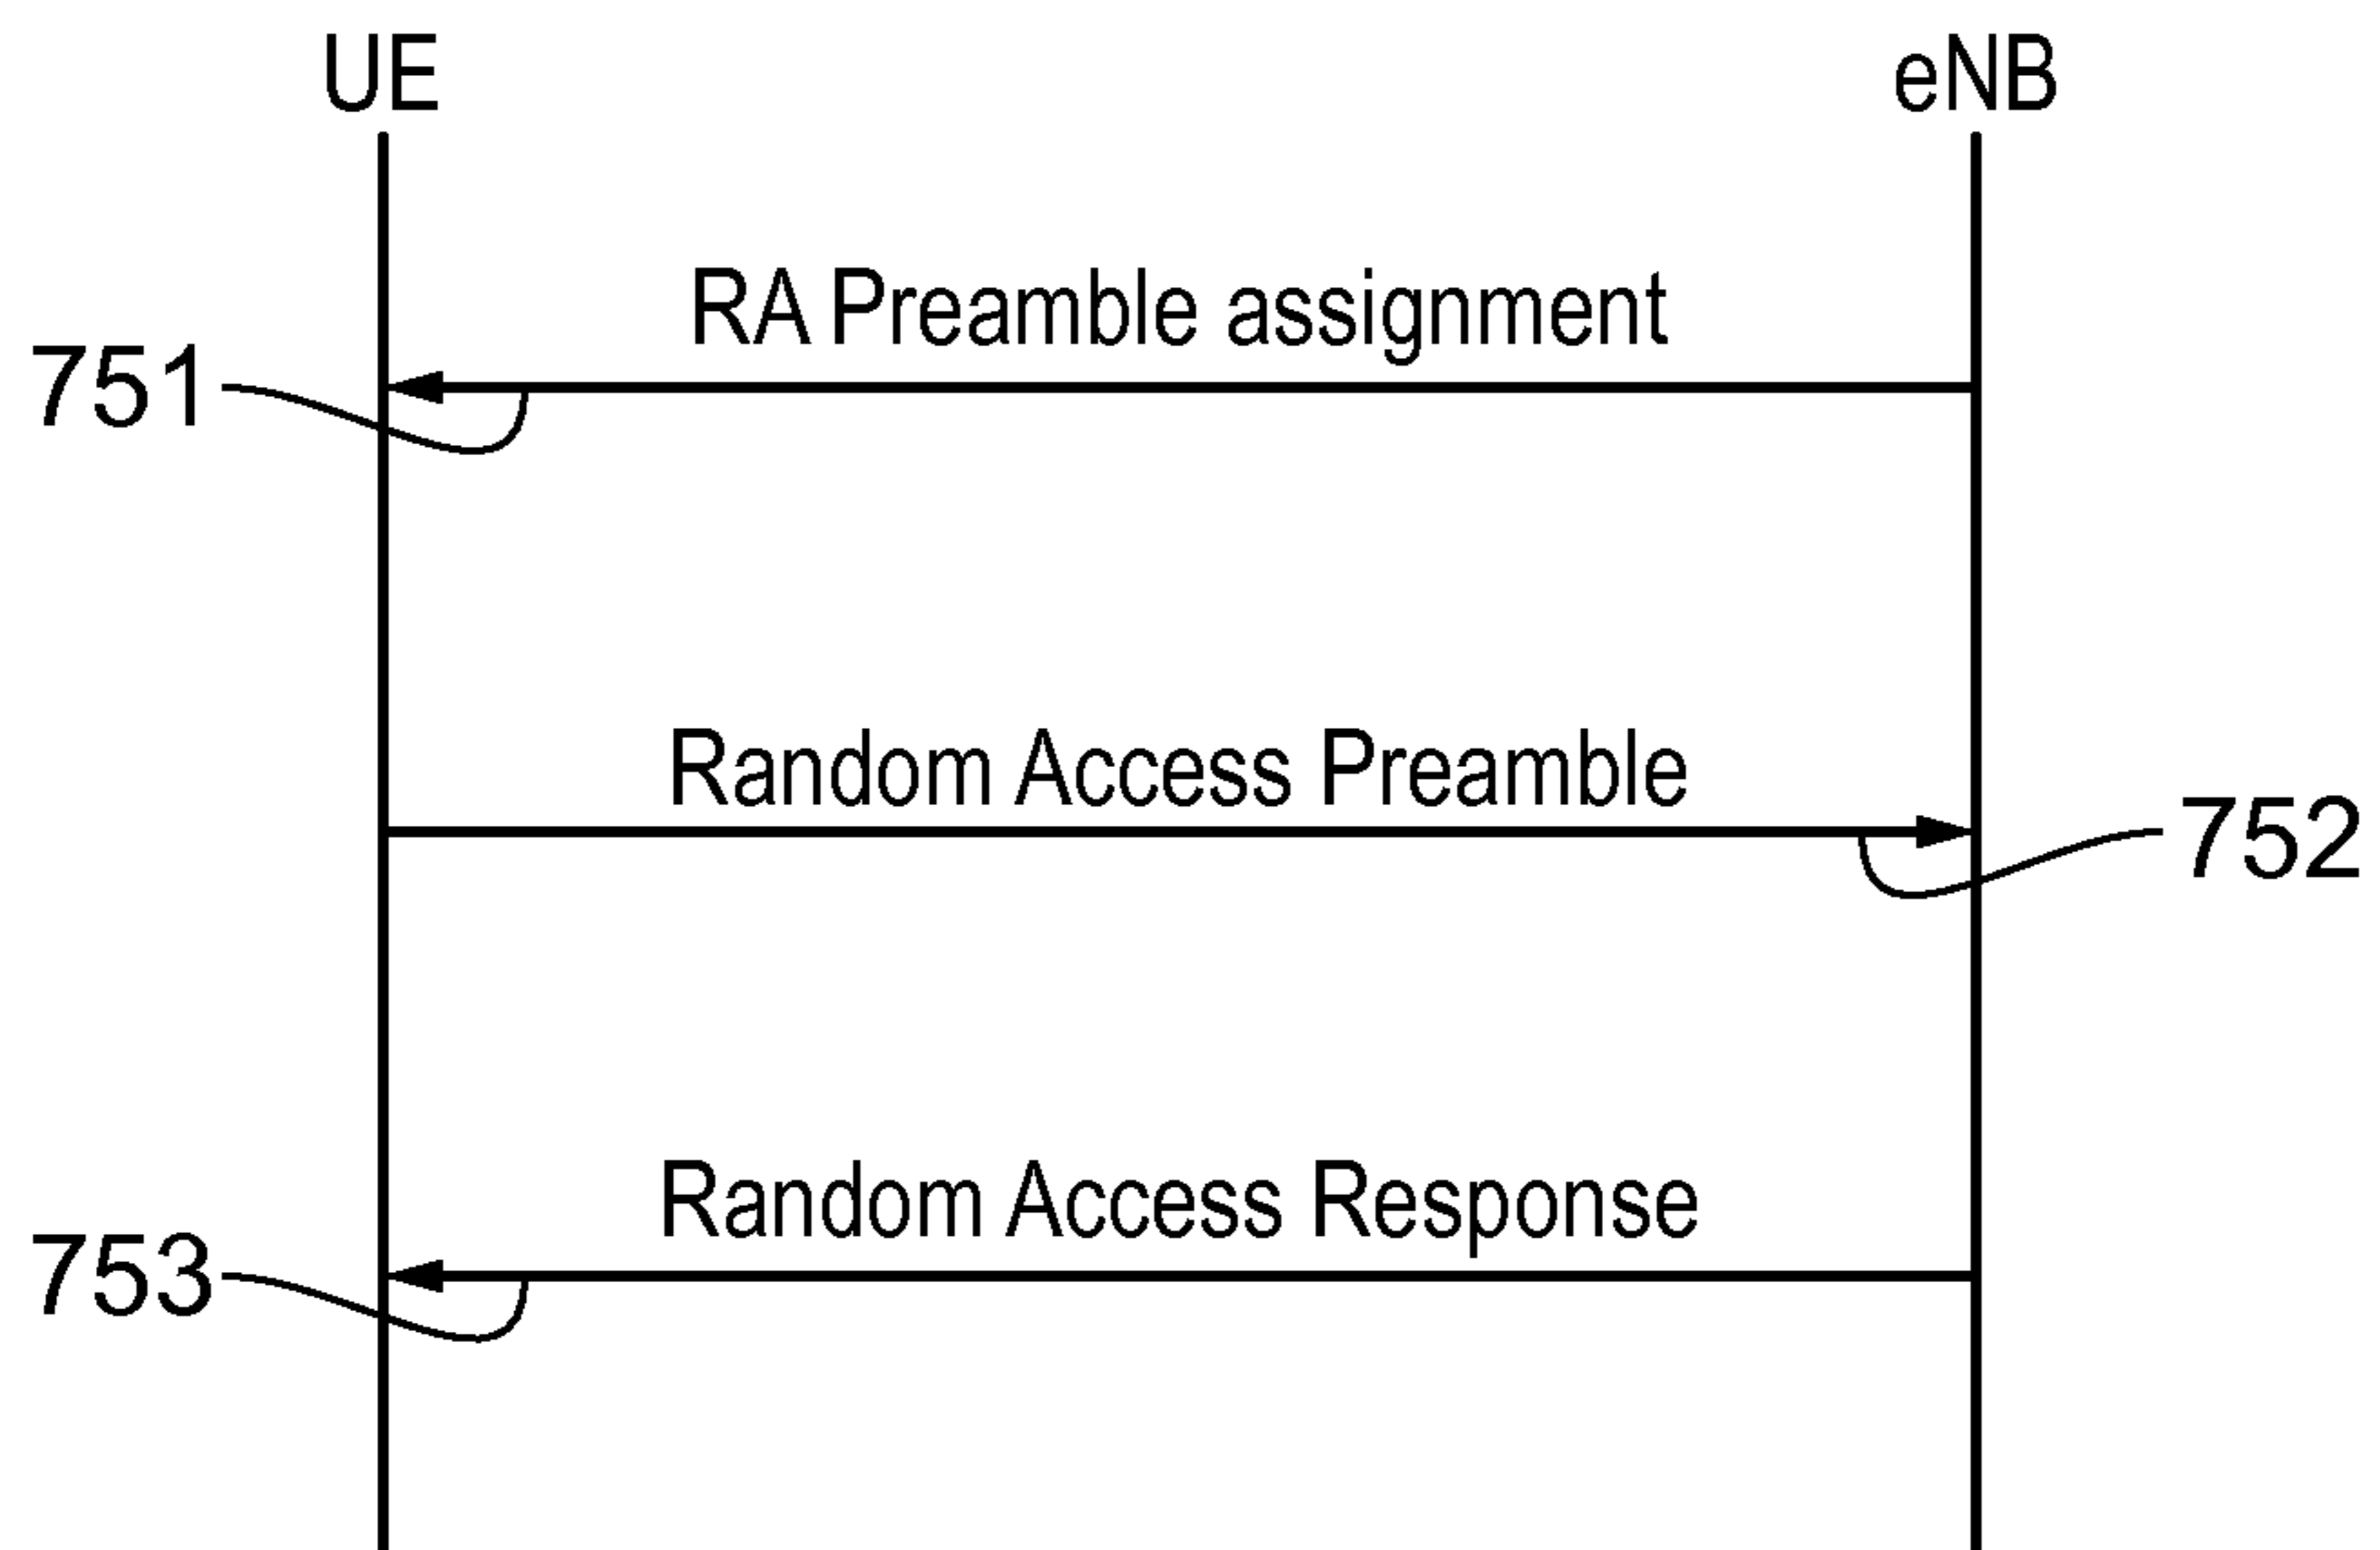 UE
eNB
RA Preamble assignment
751
Random Access Preamble
752
Random Access Response
753